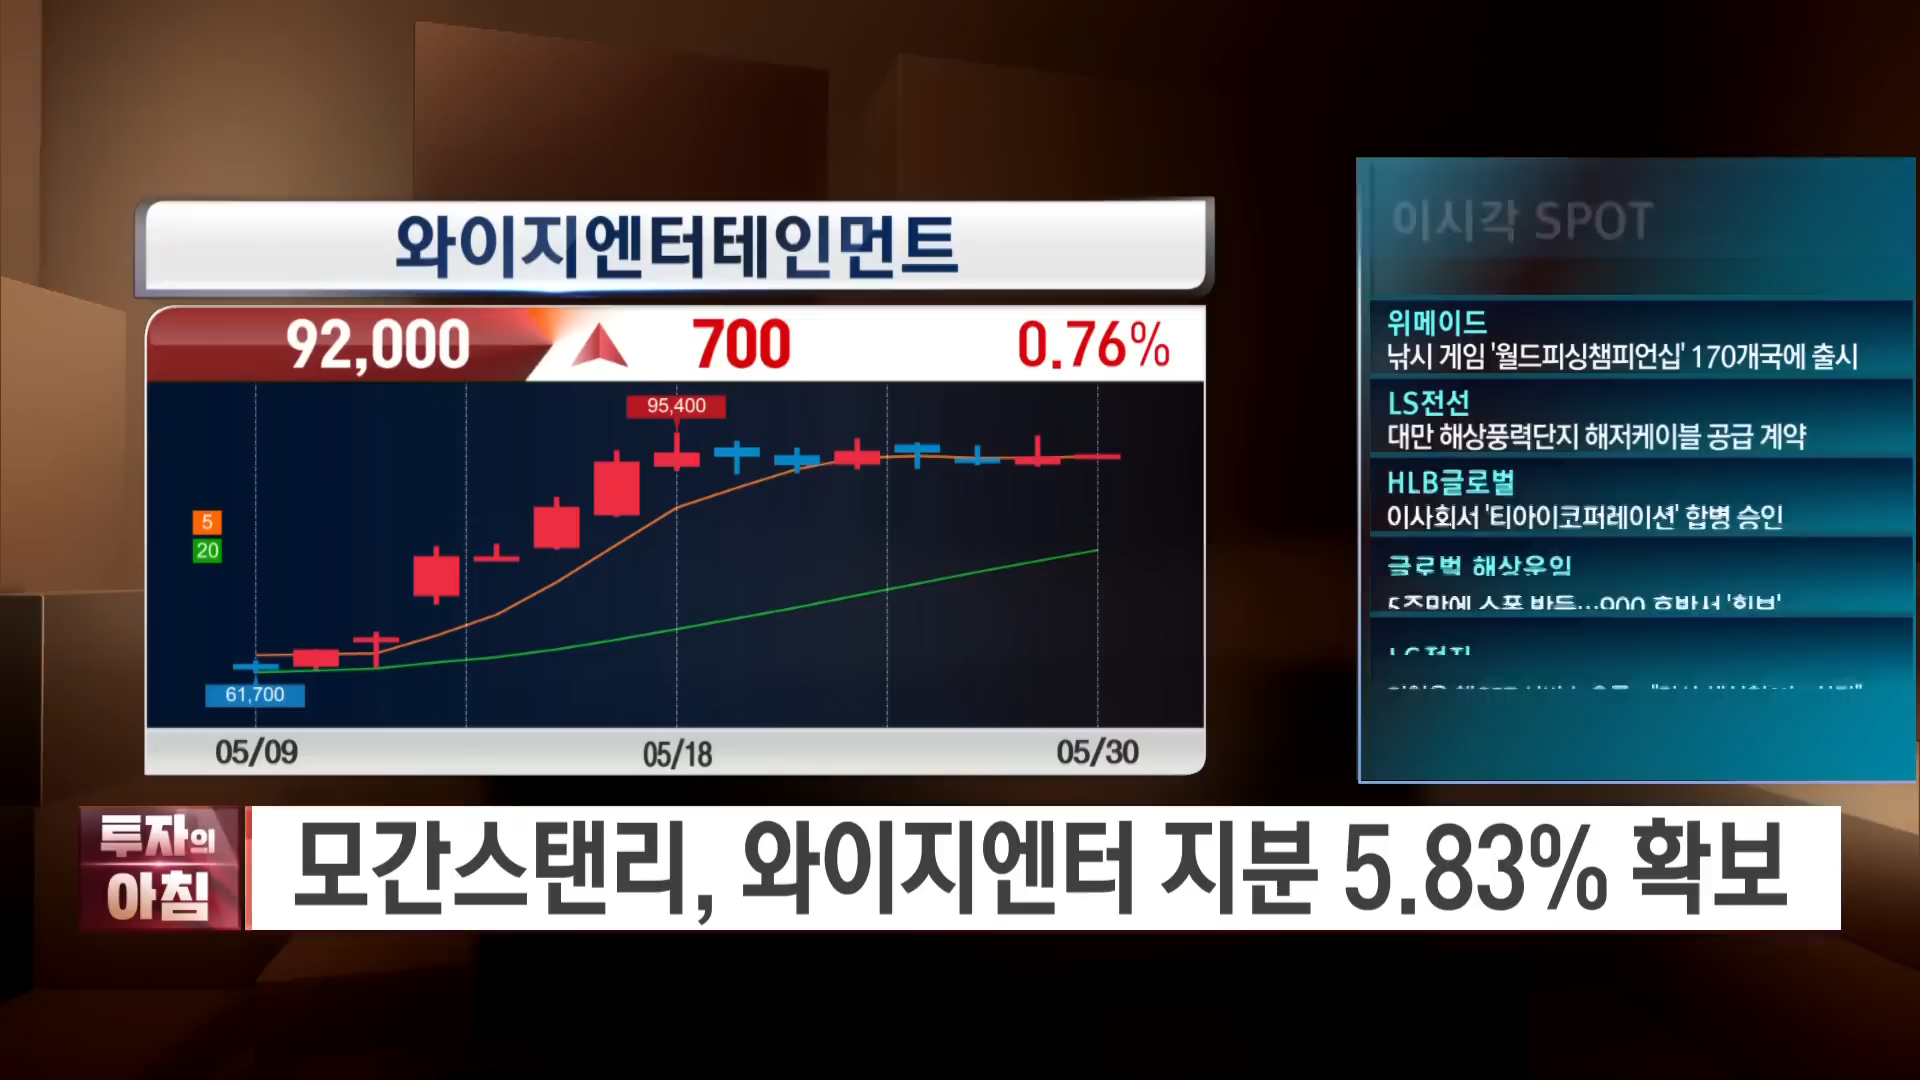 와이지엔터테인먼트
92,000 700 0.76%
95,400
5
20
61,700
05/09 05/18 05/30
이시각 SPOT
위메이드
낚시 게임 '월드피싱챔피언십' 170개국에 출시
LS전선
대만 해상풍력단지 해저케이블 공급 계약
HLB글로벌
이사회서 '티아이코퍼레이션' 합병 승인
글로벌 해상운임
투자의
아침
모간스탠리, 와이지엔터 지분 5.83% 확보